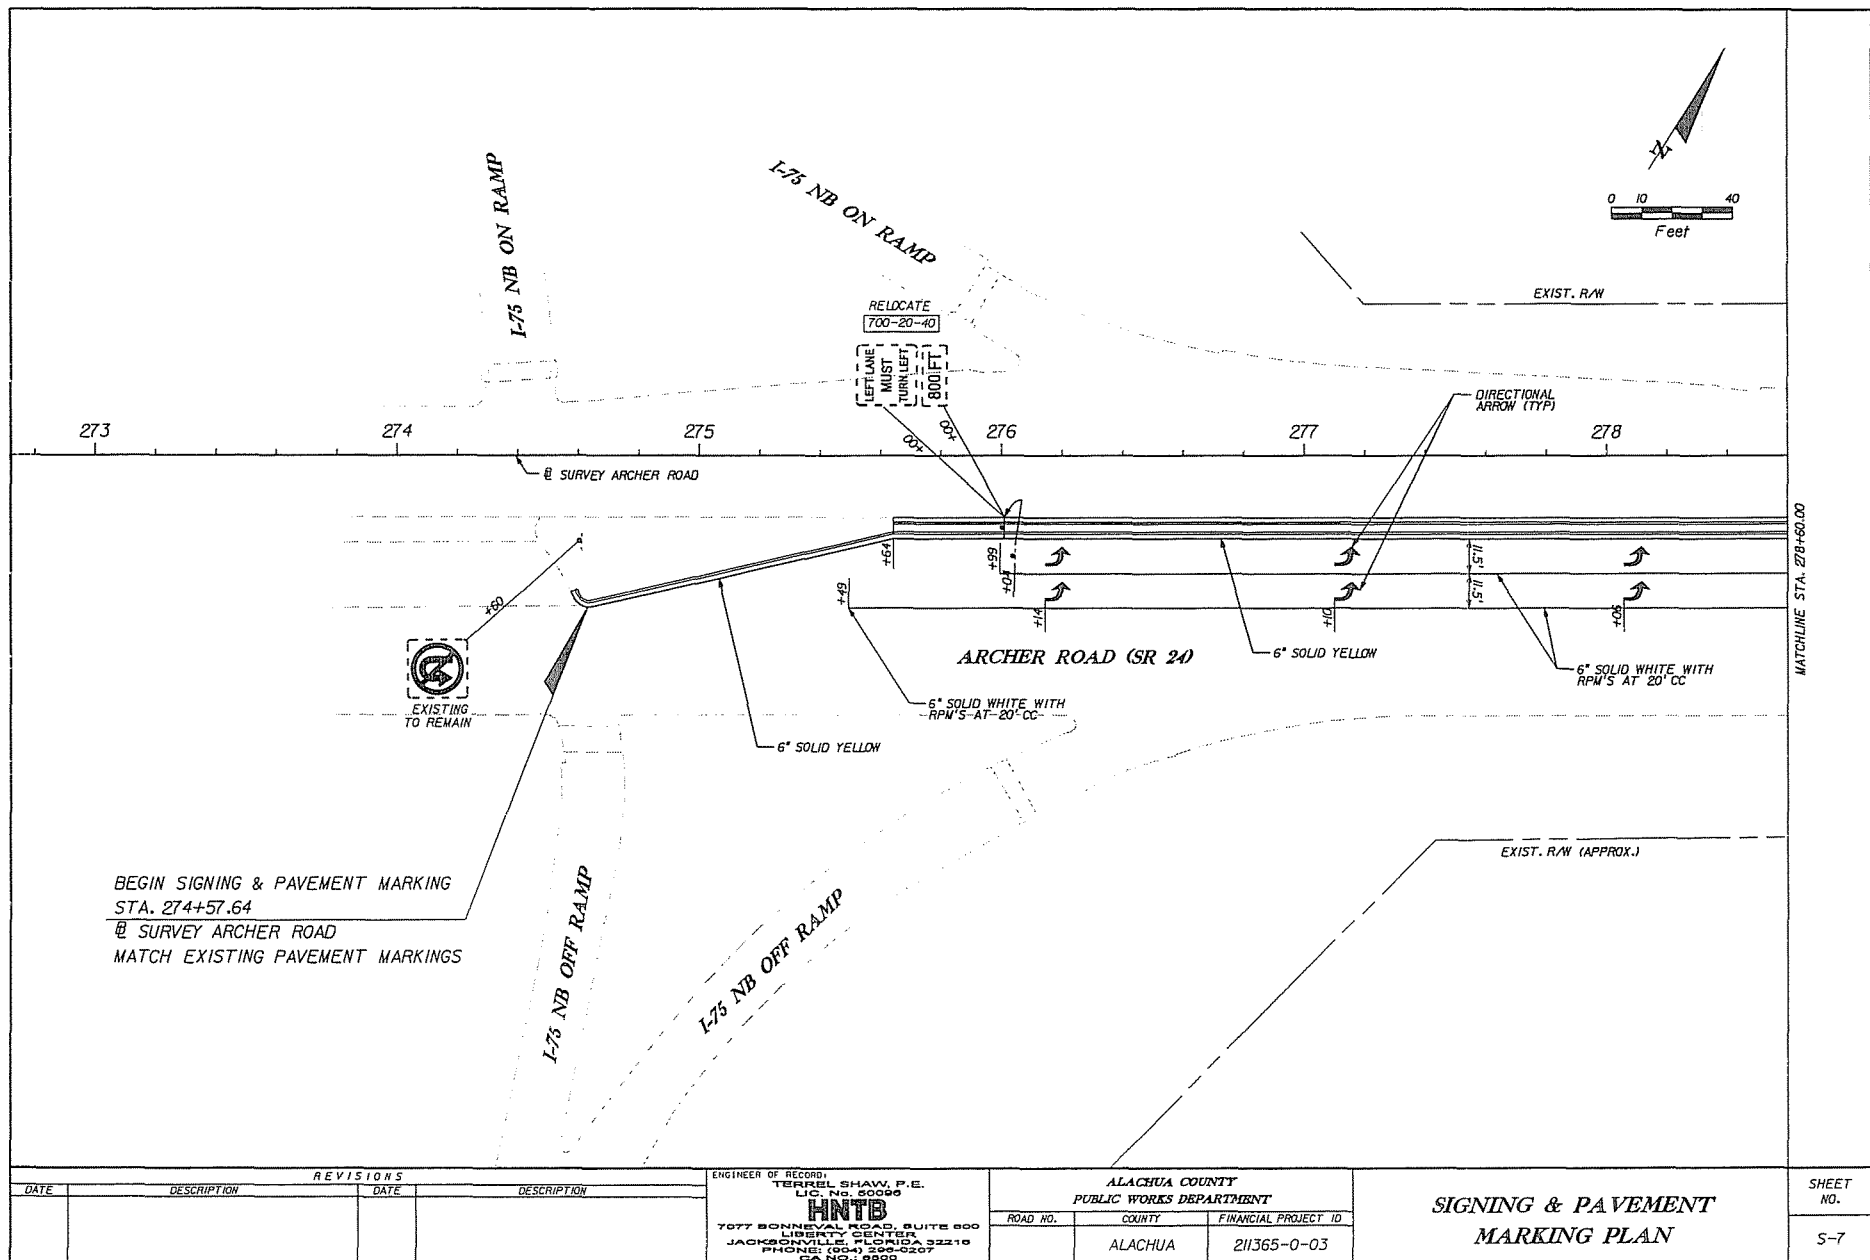 I-75 NB ON RAMP
I-75 NB ON RAMP
N
0 10 40
Feet
RELOCATE
700-20-40
LEFT LANE
MUST
TURN LEFT
800 FT
EXIST. R/W
DIRECTIONAL
ARROW (TYP)
273 274 275 276 277 278
+00
+00
℄ SURVEY ARCHER ROAD
+60
+49
+64
+99
+04
+14
+10
+06
11.5'
11.5'
MATCHLINE STA. 278+60.00
ARCHER ROAD (SR 24)
6" SOLID YELLOW
6" SOLID WHITE WITH
RPM'S AT 20' CC
EXISTING
TO REMAIN
6" SOLID WHITE WITH
RPM'S AT 20' CC
6" SOLID YELLOW
EXIST. R/W (APPROX.)
BEGIN SIGNING & PAVEMENT MARKING
STA. 274+57.64
℄ SURVEY ARCHER ROAD
MATCH EXISTING PAVEMENT MARKINGS
I-75 NB OFF RAMP
I-75 NB OFF RAMP
REVISIONS
DATE DESCRIPTION DATE DESCRIPTION
ENGINEER OF RECORD:
TERREL SHAW, P.E.
LIC. No. 50096
HNTB
7077 BONNEVAL ROAD, SUITE 600
LIBERTY CENTER
JACKSONVILLE, FLORIDA 32216
PHONE: (904) 296-0207
CA NO.: 6500
ALACHUA COUNTY
PUBLIC WORKS DEPARTMENT
ROAD NO. COUNTY FINANCIAL PROJECT ID
ALACHUA 211365-0-03
SIGNING & PAVEMENT
MARKING PLAN
SHEET
NO.
S-7